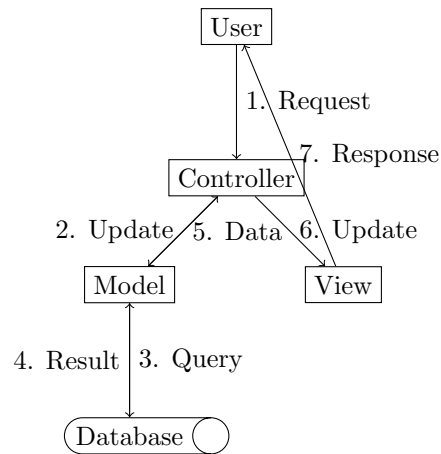 User
1. Request
7. Response
Controller
2. Update
5. Data
6. Update
Model
View
4. Result
3. Query
Database